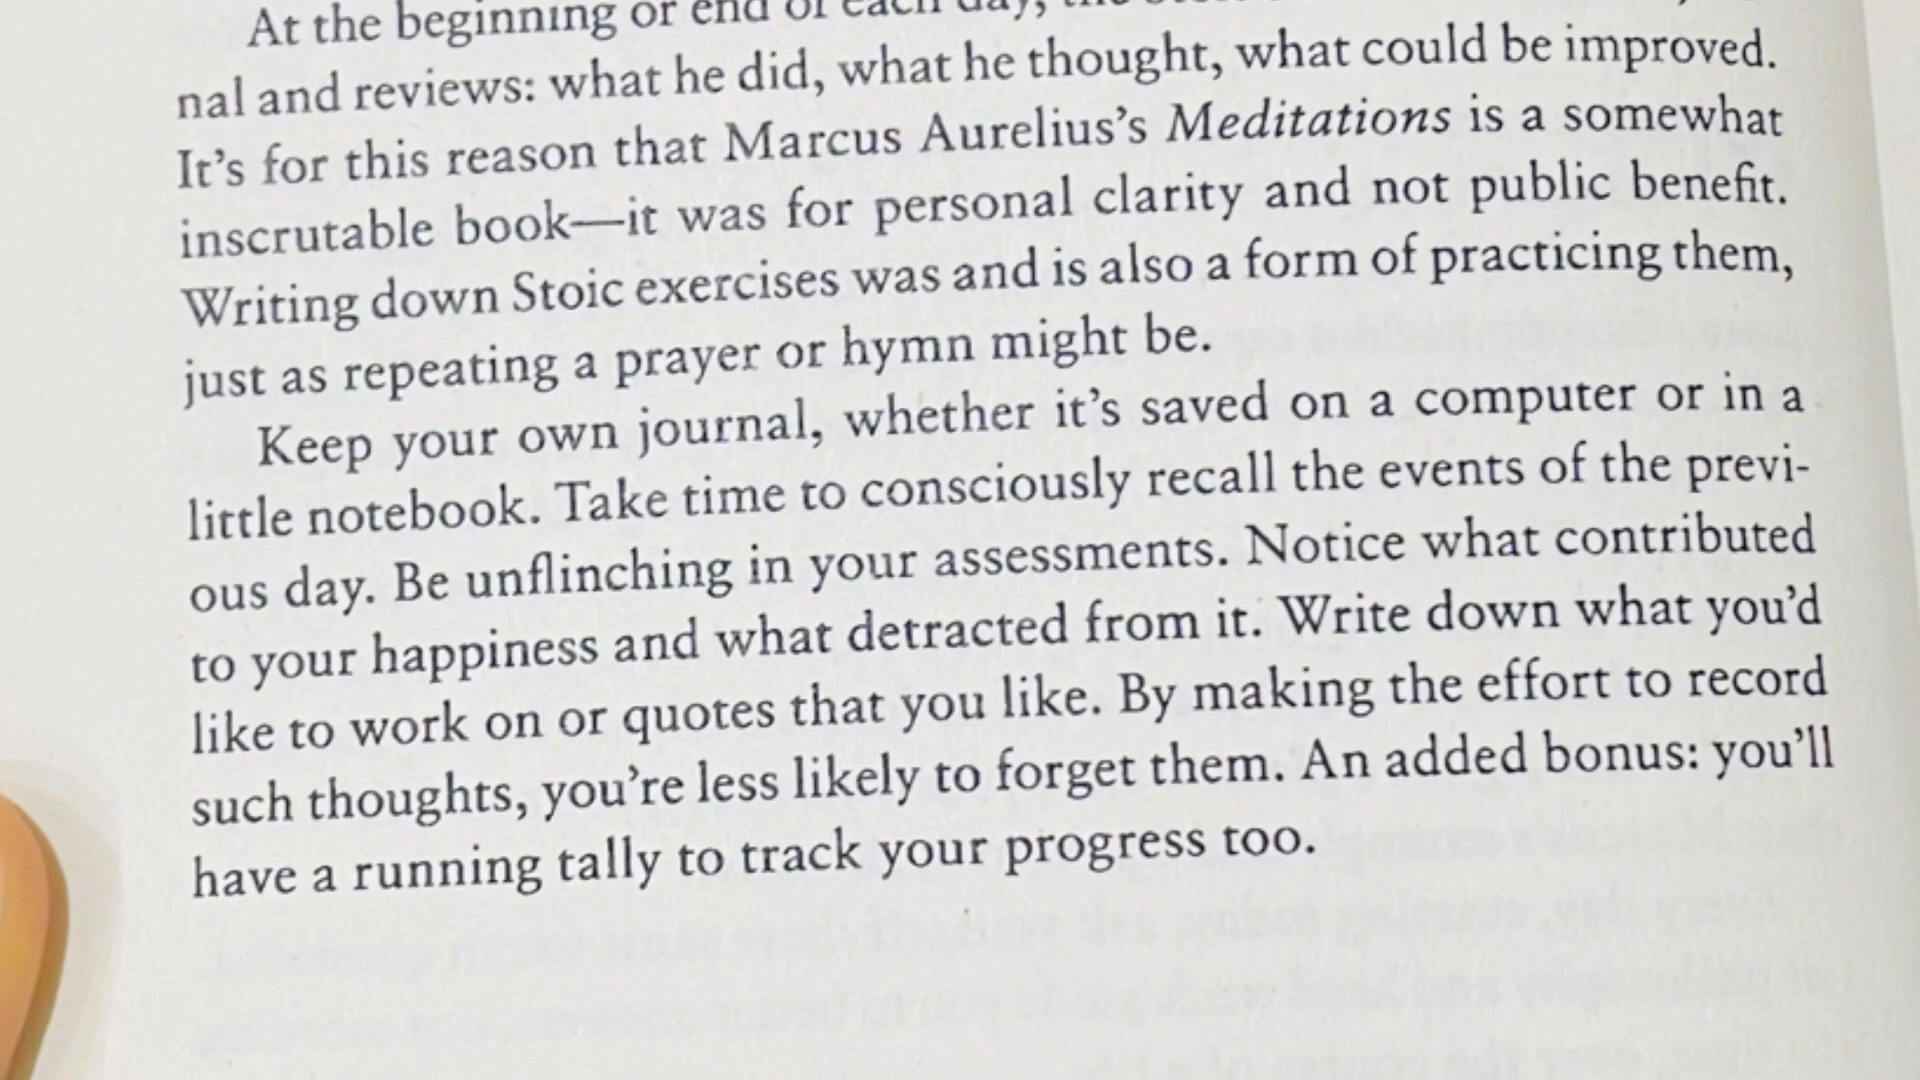 At the beginning or end of each day, the
nal and reviews: what he did, what he thought, what could be improved.
It’s for this reason that Marcus Aurelius’s Meditations is a somewhat
inscrutable book—it was for personal clarity and not public benefit.
Writing down Stoic exercises was and is also a form of practicing them,
just as repeating a prayer or hymn might be.
Keep your own journal, whether it’s saved on a computer or in a
little notebook. Take time to consciously recall the events of the previ-
ous day. Be unflinching in your assessments. Notice what contributed
to your happiness and what detracted from it. Write down what you’d
like to work on or quotes that you like. By making the effort to record
such thoughts, you’re less likely to forget them. An added bonus: you’ll
have a running tally to track your progress too.